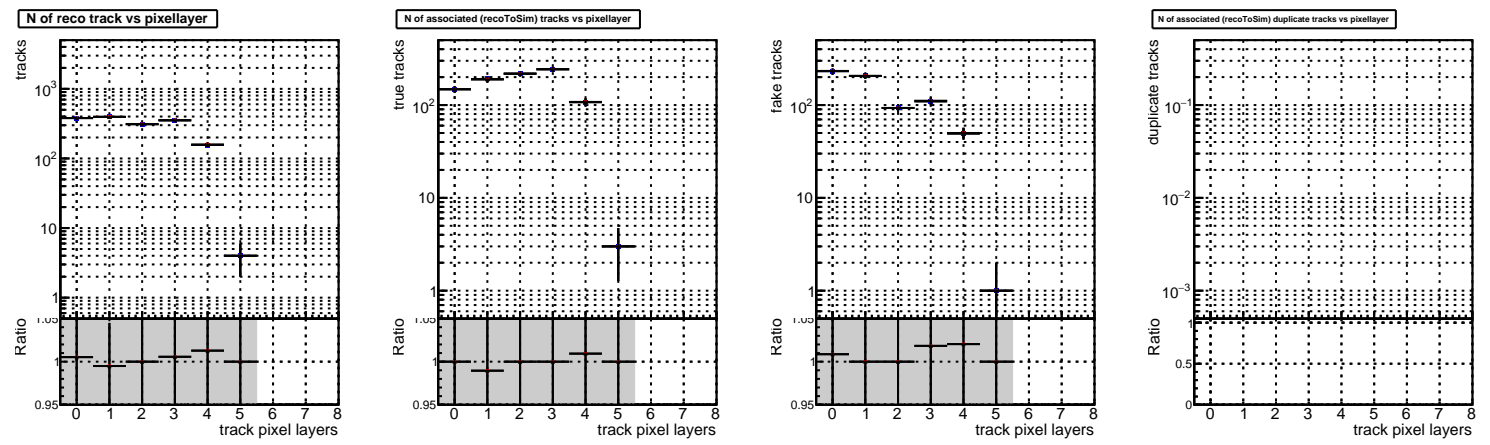 N of reco track vs pixellayer
tracks
10³
10²
10
1
Ratio
1.05
1
0.95
0 1 2 3 4 5 6 7 8
track pixel layers
N of associated (recoToSim) tracks vs pixellayer
true tracks
10²
10
1
Ratio
1.05
1
0.95
0 1 2 3 4 5 6 7 8
track pixel layers
fake tracks
10²
10
1
Ratio
1.05
1
0.95
0 1 2 3 4 5 6 7 8
track pixel layers
N of associated (recoToSim) duplicate tracks vs pixellayer
duplicate tracks
10⁻¹
10⁻²
10⁻³
Ratio
1
0.5
0
0 1 2 3 4 5 6 7 8
track pixel layers